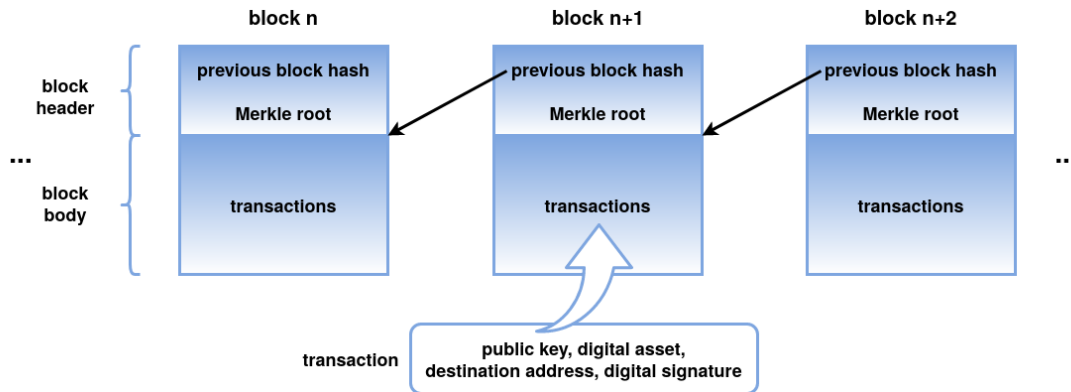 block n
block n+1
block n+2
block
header
previous block hash
previous block hash
previous block hash
Merkle root
Merkle root
Merkle root
...
..
block
body
transactions
transactions
transactions
transaction
public key, digital asset,
destination address, digital signature